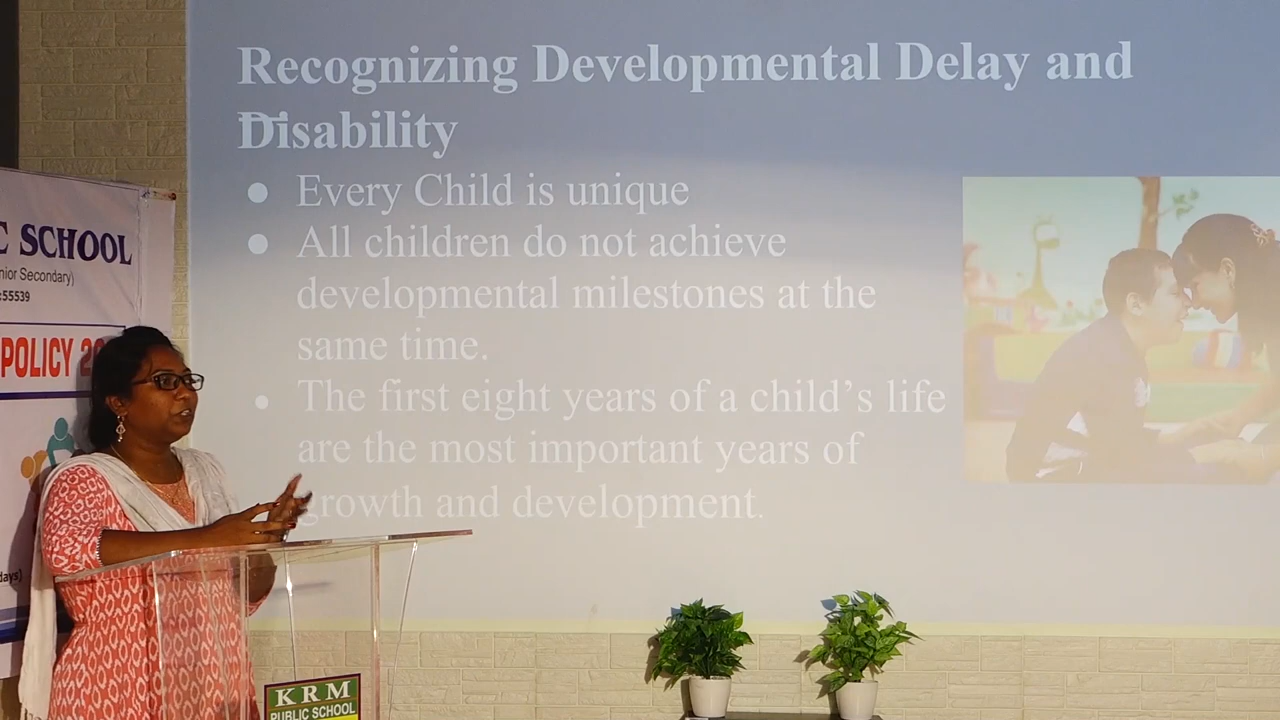 Recognizing Developmental Delay and
Disability
● Every Child is unique
● All children do not achieve
developmental milestones at the
same time.
● The first eight years of a child's life
are the most important years of
growth and development.
C SCHOOL
nior Secondary)
:55539
POLICY 2
days)
KRM
PUBLIC SCHOOL